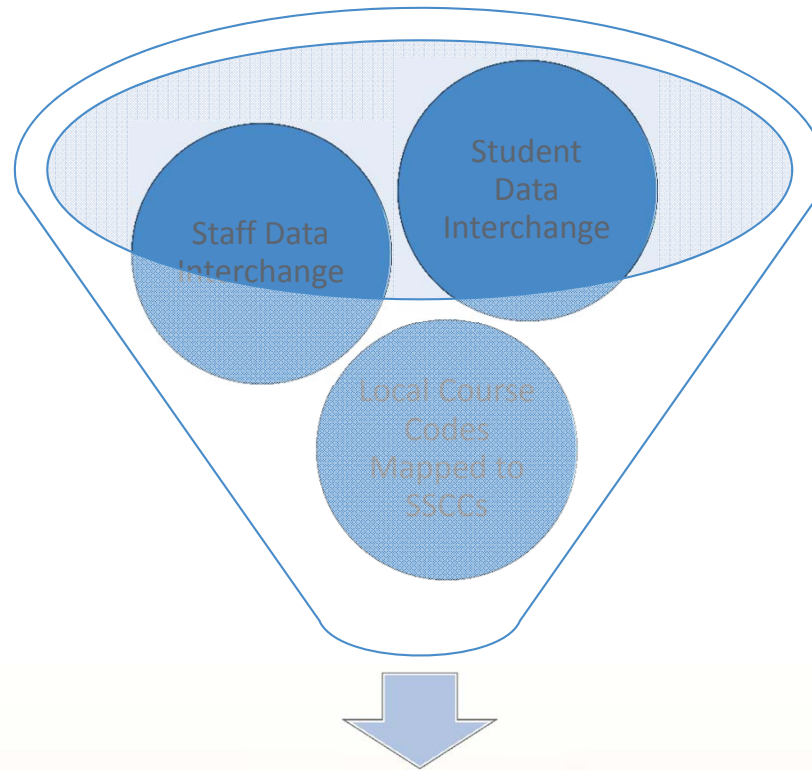 Student
Data
Interchange
Staff Data
Interchange
Local Course
Codes
Mapped to
SSCCs